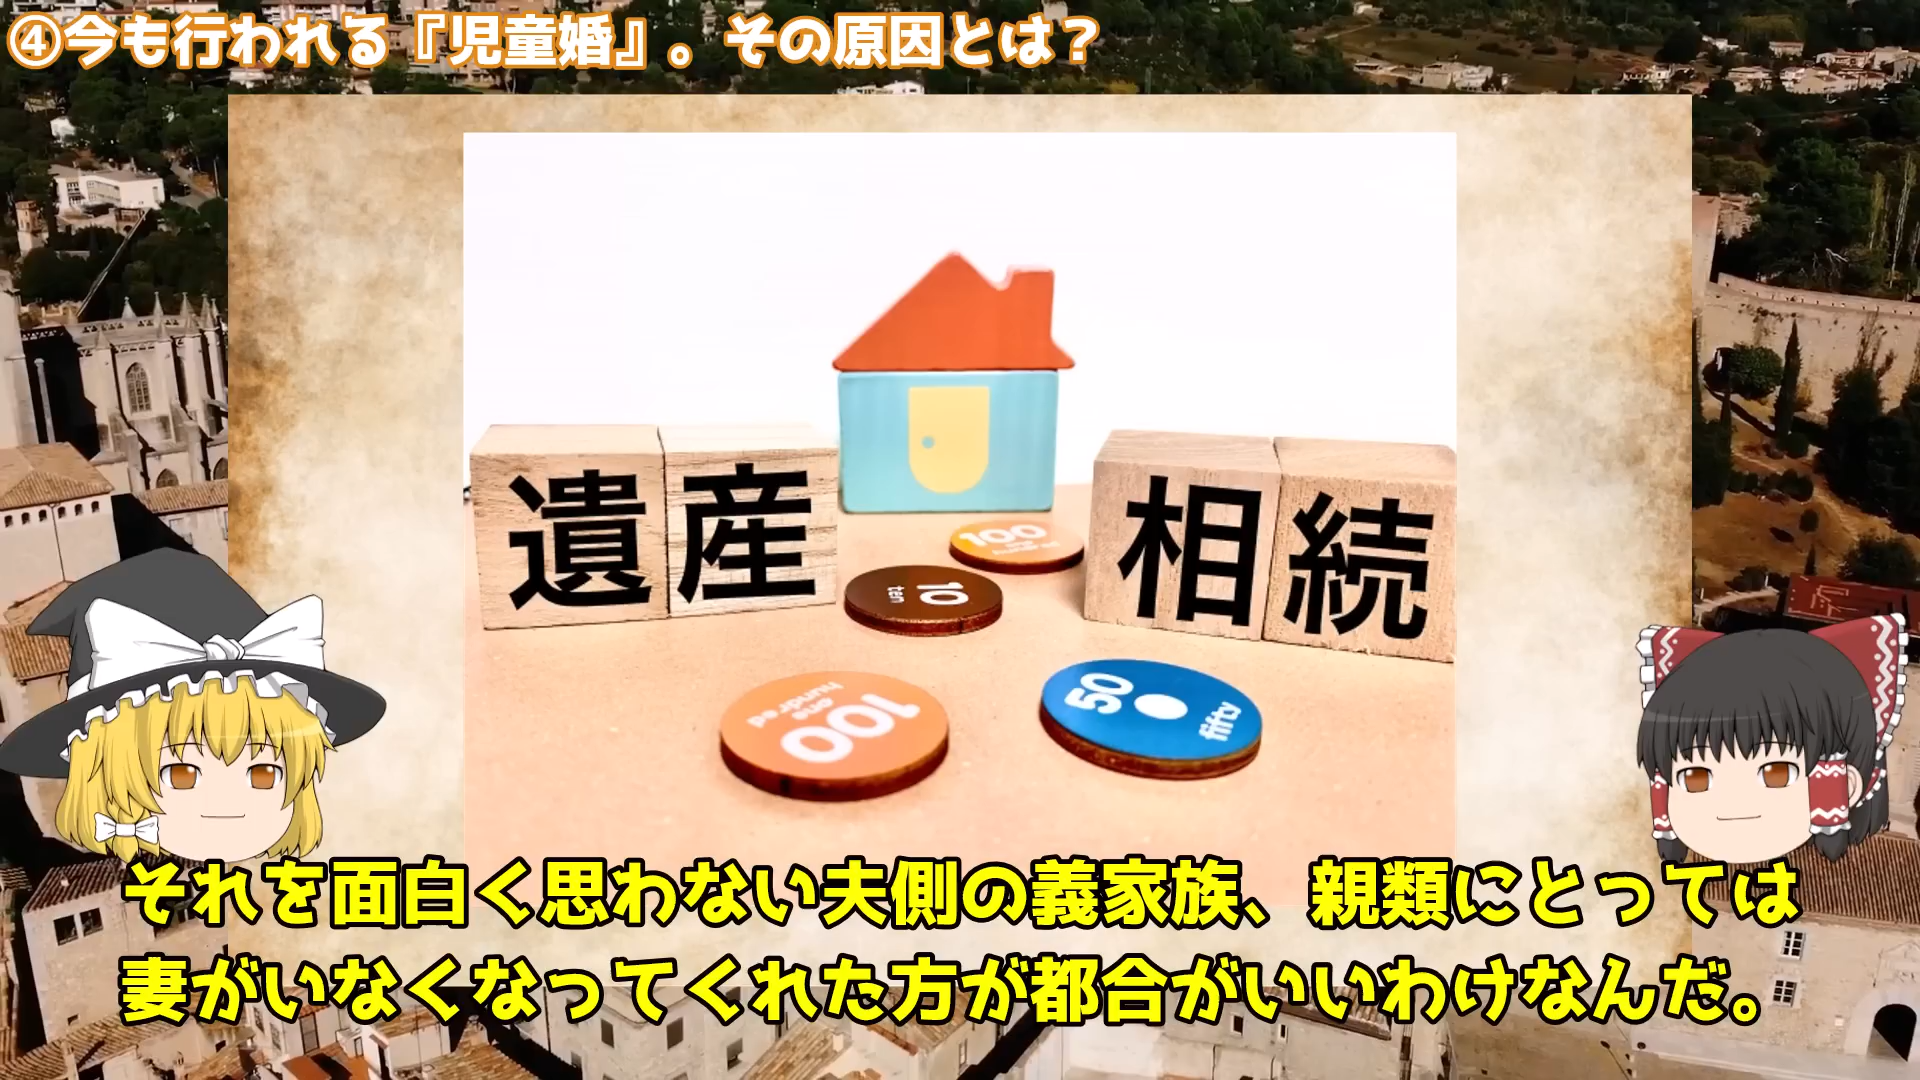 ④今も行われる『児童婚』。その原因とは？
遺産
相続
100
one hundred
10
ten
100
one
hundred
50
fifty
それを面白く思わない夫側の義家族、親類にとっては
妻がいなくなってくれた方が都合がいいわけなんだ。